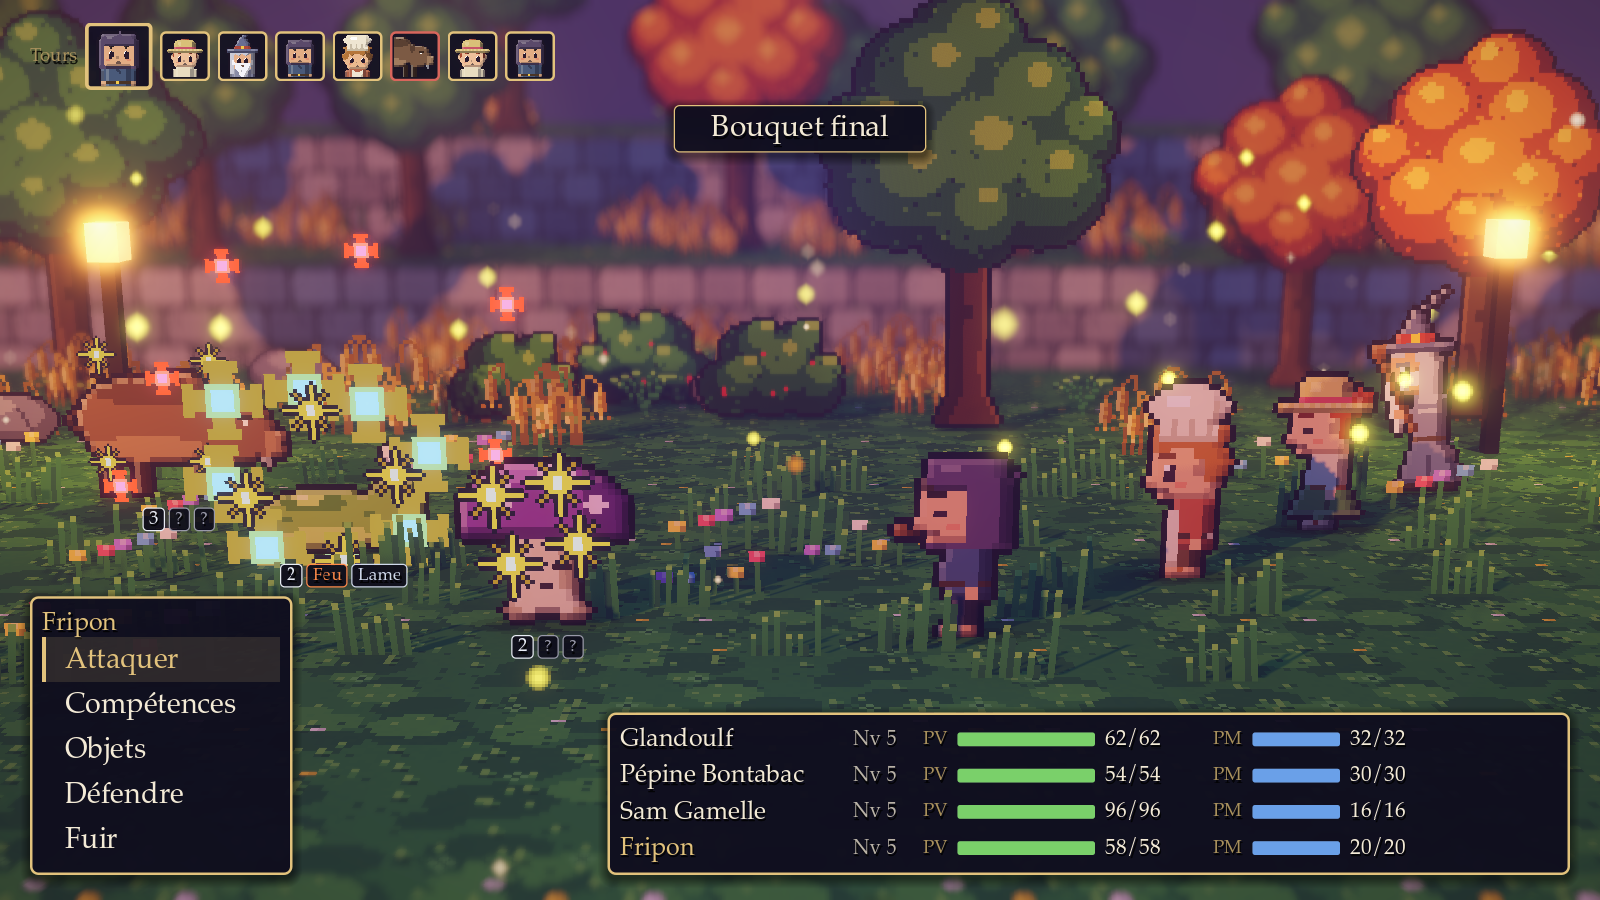 Tours
Bouquet final
3 ? ?
2 Feu Lame
2 ? ?
Fripon
Attaquer
Compétences
Objets
Défendre
Fuir
Glandoulf Nv 5 PV 62/62 PM 32/32
Pépine Bontabac Nv 5 PV 54/54 PM 30/30
Sam Gamelle Nv 5 PV 96/96 PM 16/16
Fripon Nv 5 PV 58/58 PM 20/20